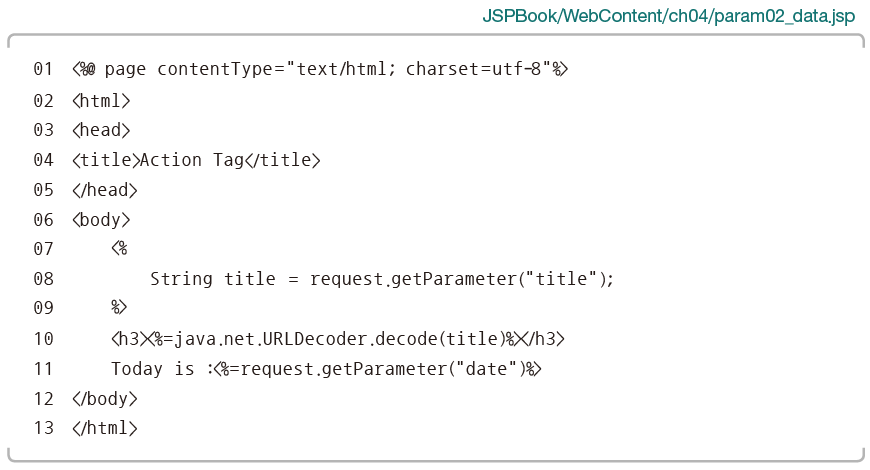 JSPBook/WebContent/ch04/param02_data.jsp
01 <%@ page contentType="text/html; charset=utf-8"%>
02 <html>
03 <head>
04 <title>Action Tag</title>
05 </head>
06 <body>
07     <%
08         String title = request.getParameter("title");
09     %>
10     <h3><%=java.net.URLDecoder.decode(title)%></h3>
11     Today is :<%=request.getParameter("date")%>
12 </body>
13 </html>